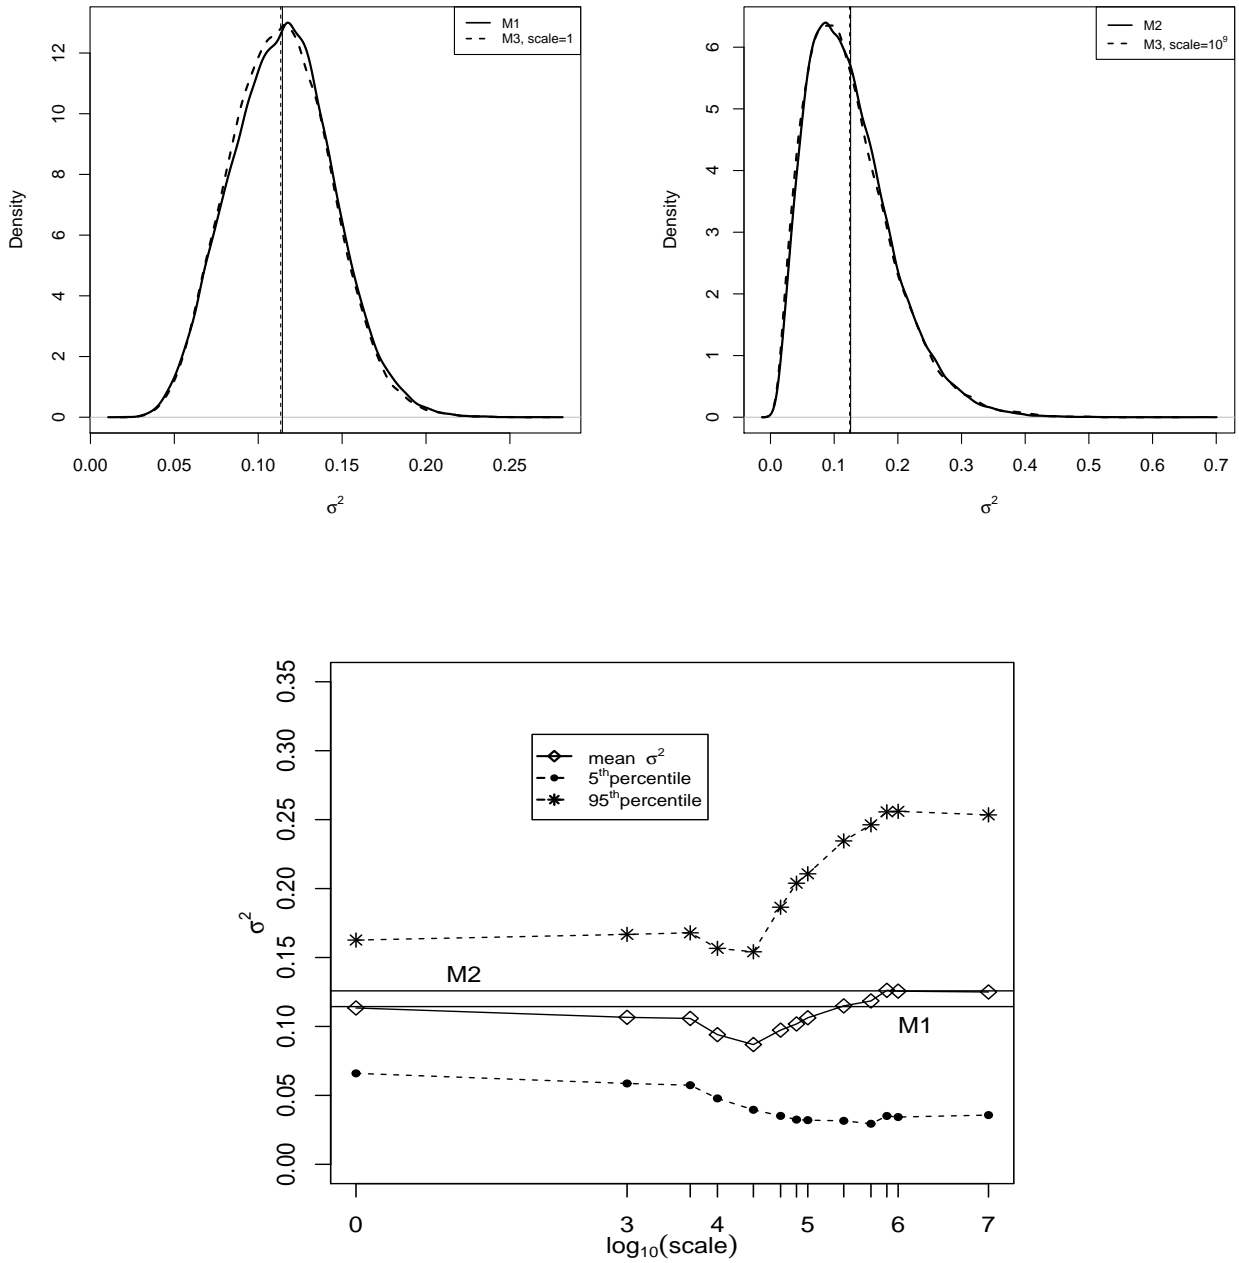 M1
M3, scale=1
Density
0 2 4 6 8 10 12
0.00 0.05 0.10 0.15 0.20 0.25
σ²
M2
M3, scale=10⁹
Density
0 1 2 3 4 5 6
0.0 0.1 0.2 0.3 0.4 0.5 0.6 0.7
σ²
mean σ²
5ᵗʰpercentile
95ᵗʰpercentile
σ²
0.00 0.05 0.10 0.15 0.20 0.25 0.30 0.35
M2
M1
0 3 4 5 6 7
log₁₀(scale)